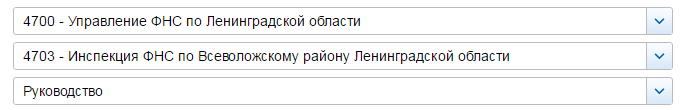 4700 - Управление ФНС по Ленинградской области
4703 - Инспекция ФНС по Всеволожскому району Ленинградской области
Руководство